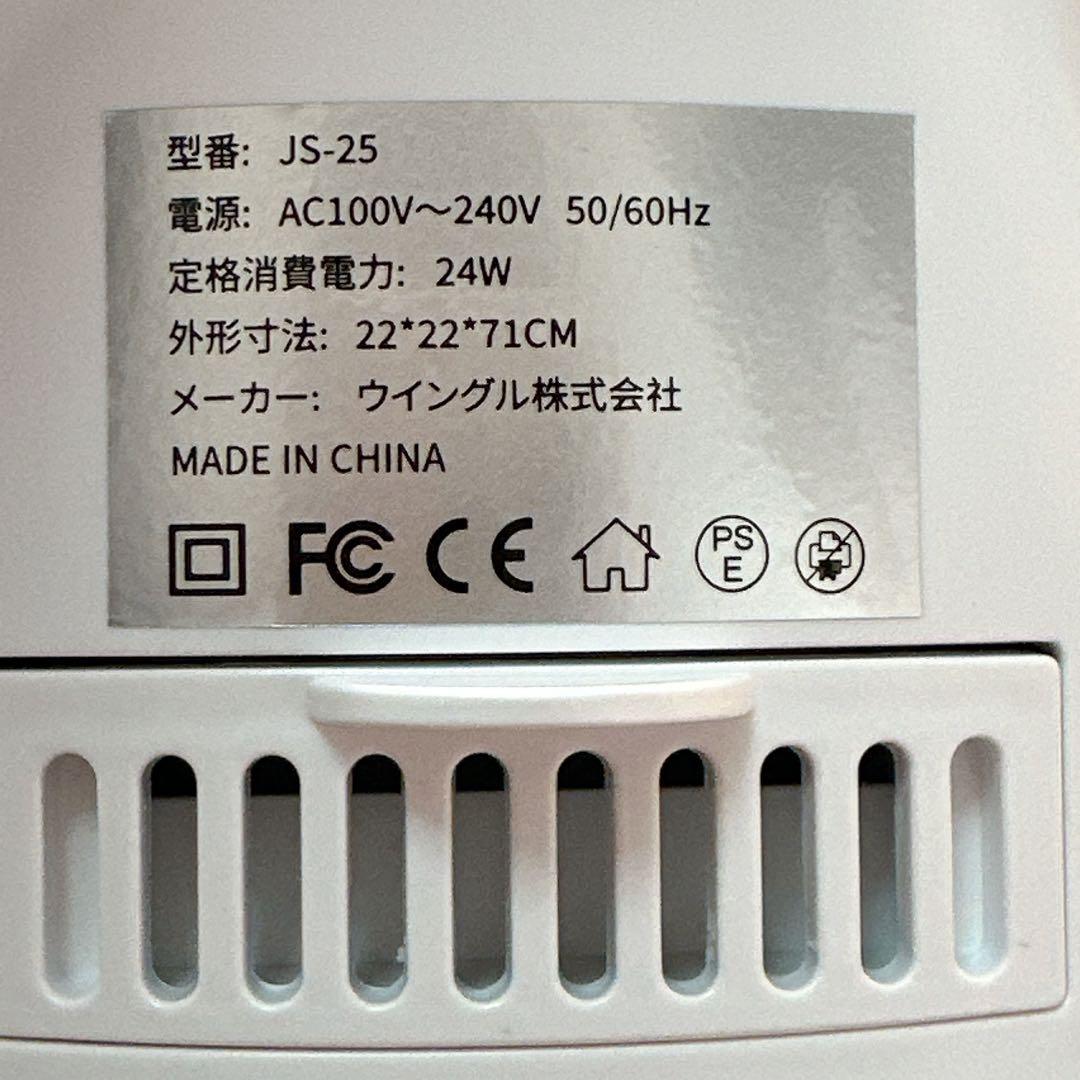 型番: JS-25
電源: AC100V～240V 50/60Hz
定格消費電力: 24W
外形寸法: 22*22*71CM
メーカー: ウイングル株式会社
MADE IN CHINA
FC CE PS E